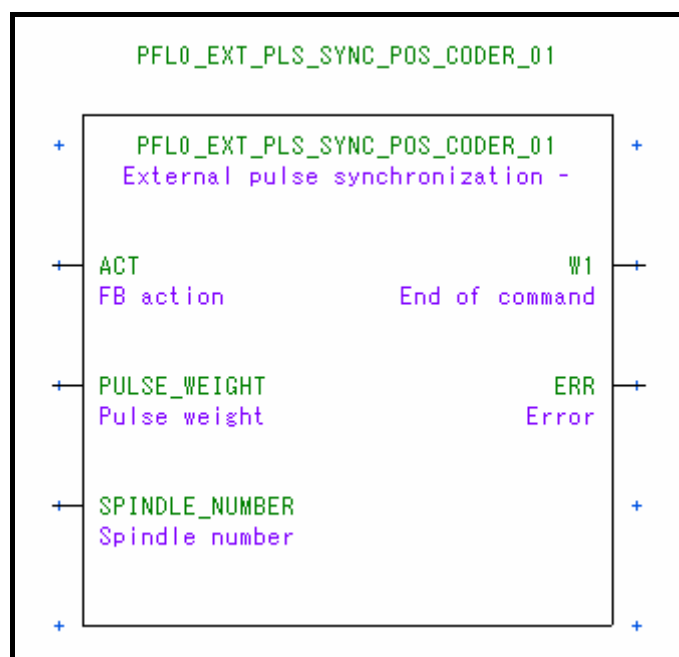 PFL0_EXT_PLS_SYNC_POS_CODER_01
PFL0_EXT_PLS_SYNC_POS_CODER_01
External pulse synchronization -
ACT W1
FB action End of command
PULSE_WEIGHT ERR
Pulse weight Error
SPINDLE_NUMBER
Spindle number